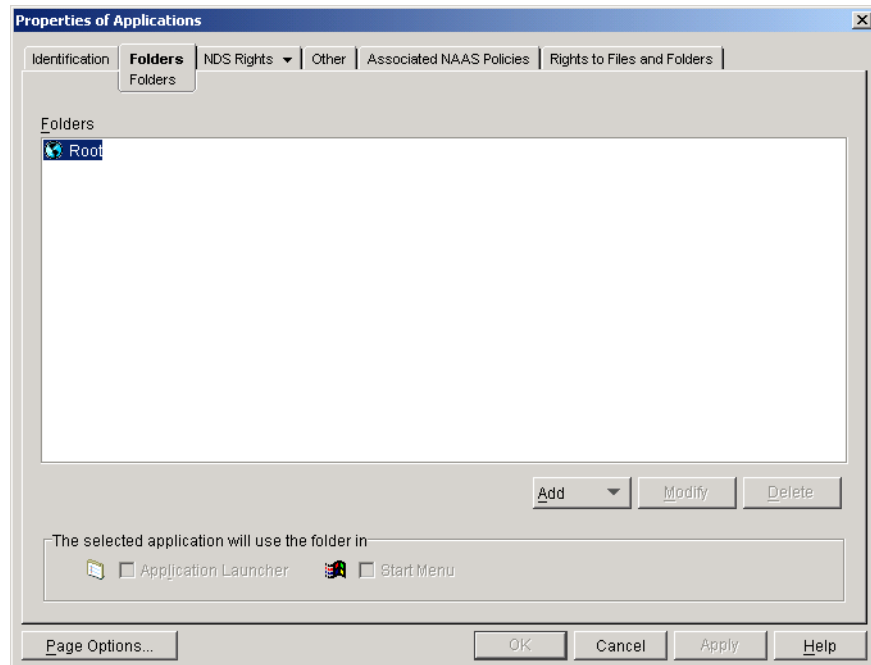 Properties of Applications
Identification Folders NDS Rights Other Associated NAAS Policies Rights to Files and Folders
Folders
Folders
Root
Add Modify Delete
The selected application will use the folder in
Application Launcher Start Menu
Page Options... OK Cancel Apply Help